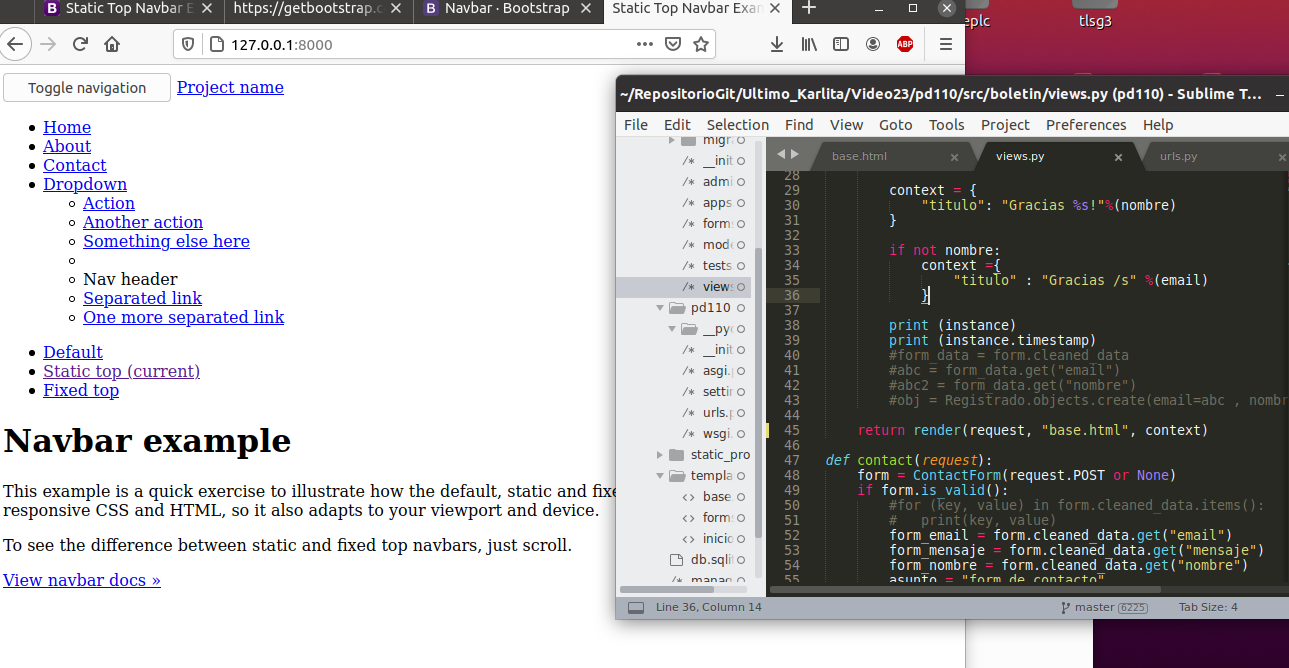 Static Top Navbar E
https://getbootstrap.c
Navbar · Bootstrap
Static Top Navbar Exan
127.0.0.1:8000
ABP
eplc
tlsg3
Toggle navigation Project name
Home
About
Contact
Dropdown
Action
Another action
Something else here
Nav header
Separated link
One more separated link
Default
Static top (current)
Fixed top
Navbar example
This example is a quick exercise to illustrate how the default, static and fixe
responsive CSS and HTML, so it also adapts to your viewport and device.
To see the difference between static and fixed top navbars, just scroll.
View navbar docs »
~/RepositorioGit/Ultimo_Karlita/Video23/pd110/src/boletin/views.py (pd110) - Sublime T...
File Edit Selection Find View Goto Tools Project Preferences Help
migra
/* __init
/* admi
/* apps
/* form
/* mode
/* tests
/* views
pd110
__pyc
/* __init
/* asgi.p
/* settin
/* urls.p
/* wsgi.
static_pro
templa
<> base
<> form
<> inicio
db.sqlit
/* manag
base.html
views.py
urls.py
28
29 context = {
30 "titulo": "Gracias %s!"%(nombre)
31 }
32
33 if not nombre:
34 context ={
35 "titulo" : "Gracias /s" %(email)
36 }
37
38 print (instance)
39 print (instance.timestamp)
40 #form_data = form.cleaned_data
41 #abc = form_data.get("email")
42 #abc2 = form_data.get("nombre")
43 #obj = Registrado.objects.create(email=abc , nombr
44
45 return render(request, "base.html", context)
46
47 def contact(request):
48 form = ContactForm(request.POST or None)
49 if form.is_valid():
50 #for (key, value) in form.cleaned_data.items():
51 # print(key, value)
52 form_email = form.cleaned_data.get("email")
53 form_mensaje = form.cleaned_data.get("mensaje")
54 form_nombre = form.cleaned_data.get("nombre")
55 asunto = "form de contacto"
Line 36, Column 14
master 6225
Tab Size: 4